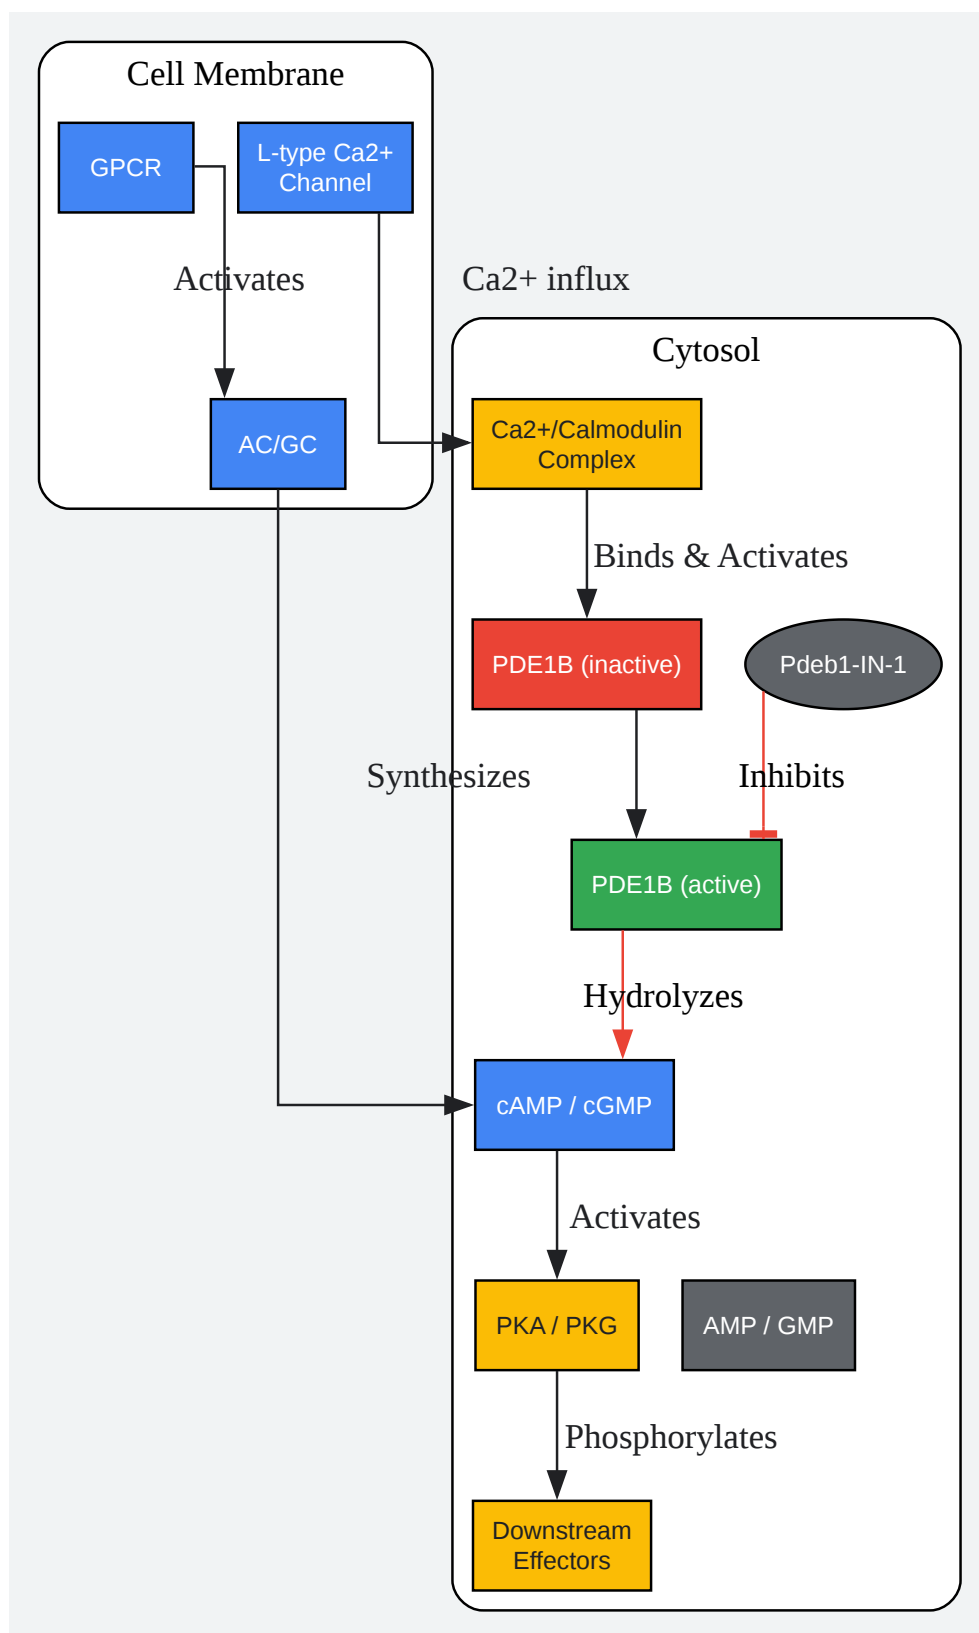 Cell Membrane
GPCR
L-type Ca2+
Channel
Activates
Ca2+ influx
Cytosol
AC/GC
Ca2+/Calmodulin
Complex
Binds & Activates
PDE1B (inactive)
Pdeb1-IN-1
Synthesizes
Inhibits
PDE1B (active)
Hydrolyzes
cAMP / cGMP
Activates
PKA / PKG
AMP / GMP
Phosphorylates
Downstream
Effectors